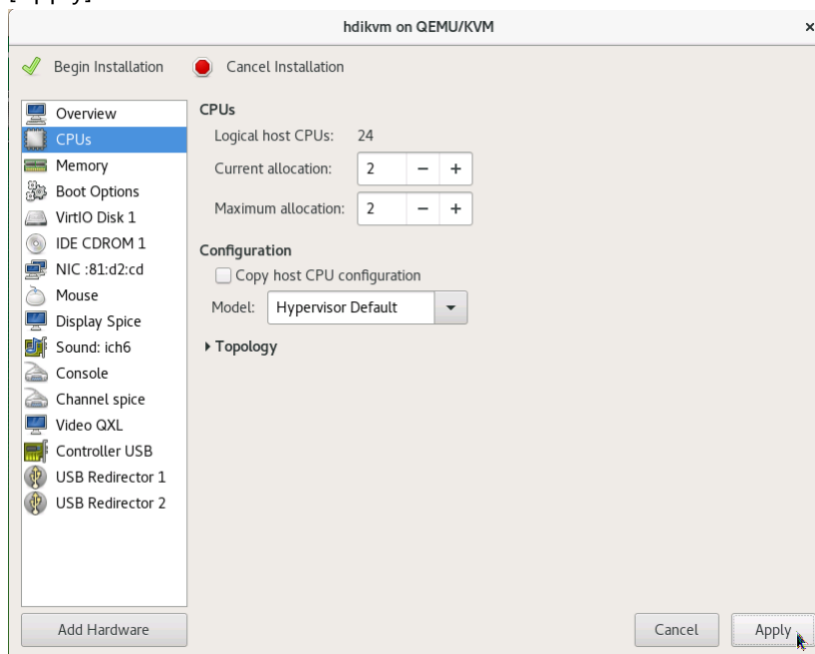 hdikvm on QEMU/KVM
Begin Installation Cancel Installation
Overview
CPUs
Memory
Boot Options
VirtIO Disk 1
IDE CDROM 1
NIC :81:d2:cd
Mouse
Display Spice
Sound: ich6
Console
Channel spice
Video QXL
Controller USB
USB Redirector 1
USB Redirector 2
Add Hardware
CPUs
Logical host CPUs: 24
Current allocation: 2 − +
Maximum allocation: 2 − +
Configuration
Copy host CPU configuration
Model: Hypervisor Default
Topology
Cancel Apply